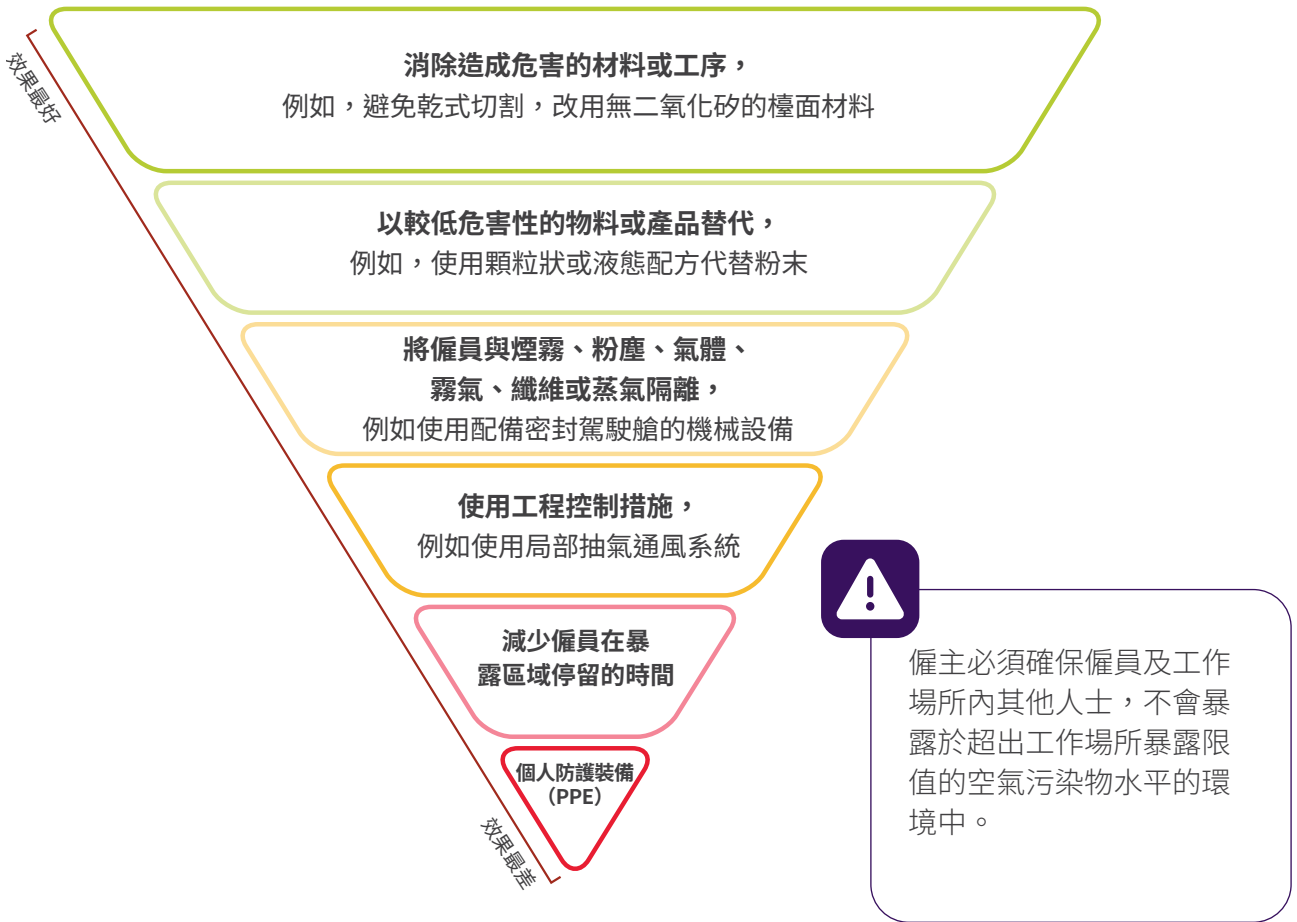 效果最好
消除造成危害的材料或工序，
例如，避免乾式切割，改用無二氧化矽的檯面材料
以較低危害性的物料或產品替代，
例如，使用顆粒狀或液態配方代替粉末
將僱員與煙霧、粉塵、氣體、
霧氣、纖維或蒸氣隔離，
例如使用配備密封駕駛艙的機械設備
使用工程控制措施，
例如使用局部抽氣通風系統
減少僱員在暴
露區域停留的時間
個人防護裝備
（PPE）
效果最差
僱主必須確保僱員及工作
場所內其他人士，不會暴
露於超出工作場所暴露限
值的空氣污染物水平的環
境中。